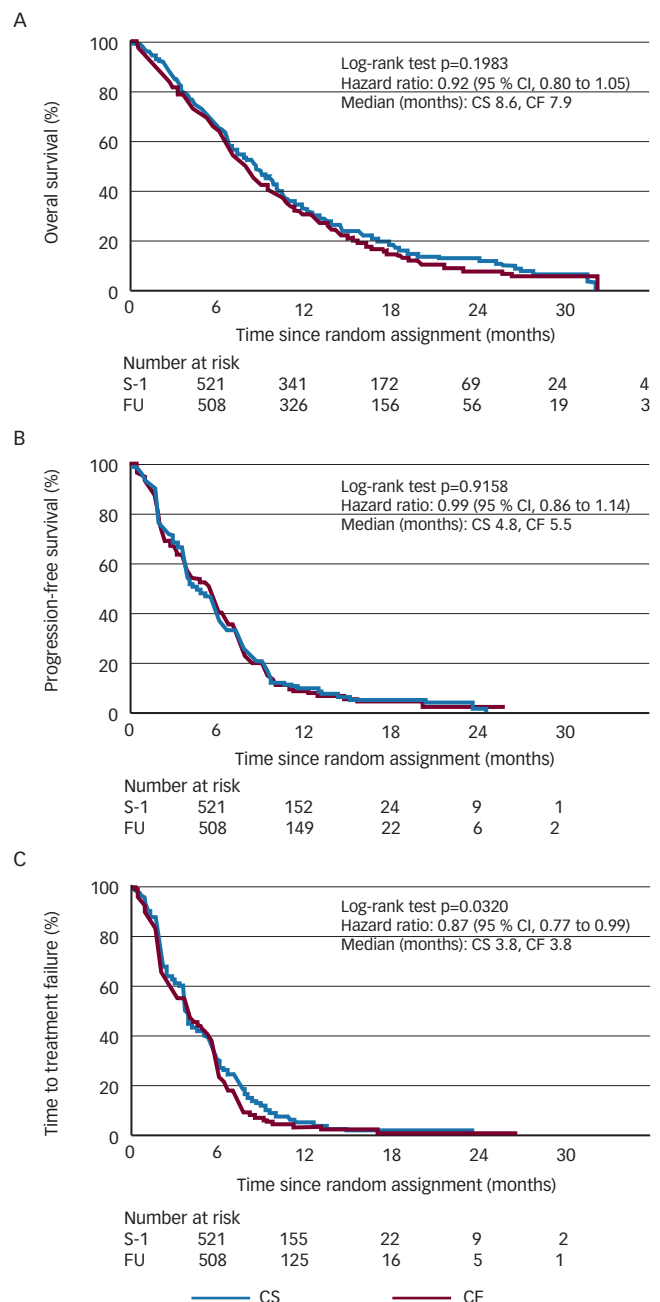 A
Overall survival (%)
100
80
60
40
20
0
Log-rank test p=0.1983
Hazard ratio: 0.92 (95 % CI, 0.80 to 1.05)
Median (months): CS 8.6, CF 7.9
0 6 12 18 24 30
Time since random assignment (months)
Number at risk
S-1 521 341 172 69 24 4
FU 508 326 156 56 19 3
B
Progression-free survival (%)
100
80
60
40
20
0
Log-rank test p=0.9158
Hazard ratio: 0.99 (95 % CI, 0.86 to 1.14)
Median (months): CS 4.8, CF 5.5
0 6 12 18 24 30
Time since random assignment (months)
Number at risk
S-1 521 152 24 9 1
FU 508 149 22 6 2
C
Time to treatment failure (%)
100
80
60
40
20
0
Log-rank test p=0.0320
Hazard ratio: 0.87 (95 % CI, 0.77 to 0.99)
Median (months): CS 3.8, CF 3.8
0 6 12 18 24 30
Time since random assignment (months)
Number at risk
S-1 521 155 22 9 2
FU 508 125 16 5 1
CS CF